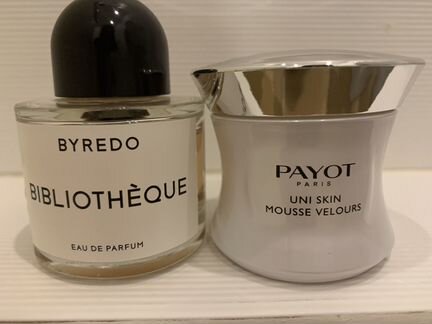 BYREDO
BIBLIOTHÈQUE
EAU DE PARFUM
PAYOT
PARIS
UNI SKIN
MOUSSE VELOURS